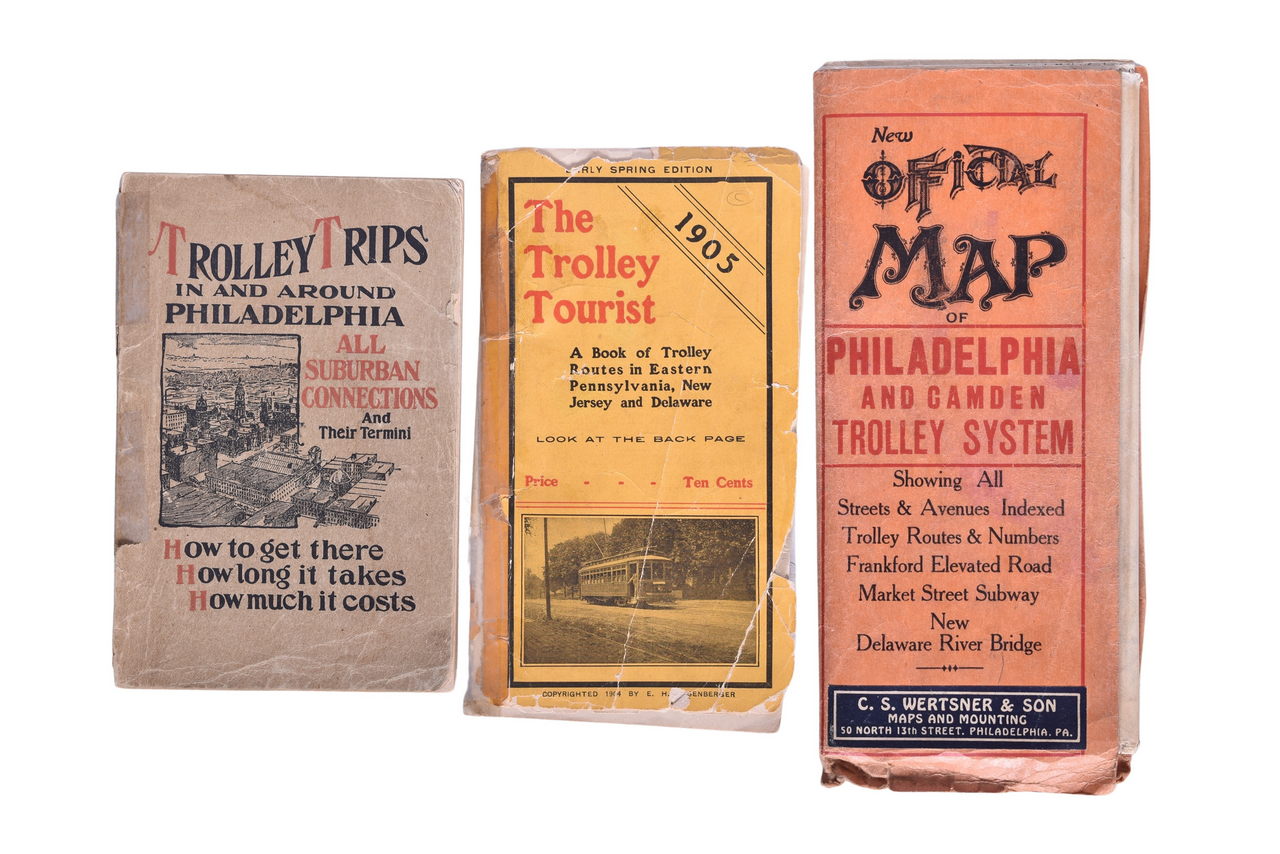 TROLLEY TRIPS
IN AND AROUND
PHILADELPHIA
ALL
SUBURBAN
CONNECTIONS
And
Their Termini
How to get there
How long it takes
How much it costs
SPRING EDITION
1905
The
Trolley
Tourist
A Book of Trolley
Routes in Eastern
Pennsylvania, New
Jersey and Delaware
LOOK AT THE BACK PAGE
Price - - - Ten Cents
COPYRIGHTED 1904 BY E. H.
New
OFFICIAL
MAP
OF
PHILADELPHIA
AND CAMDEN
TROLLEY SYSTEM
Showing All
Streets & Avenues Indexed
Trolley Routes & Numbers
Frankford Elevated Road
Market Street Subway
New
Delaware River Bridge
C. S. WERTSNER & SON
MAPS AND MOUNTING
50 NORTH 13th STREET. PHILADELPHIA. PA.